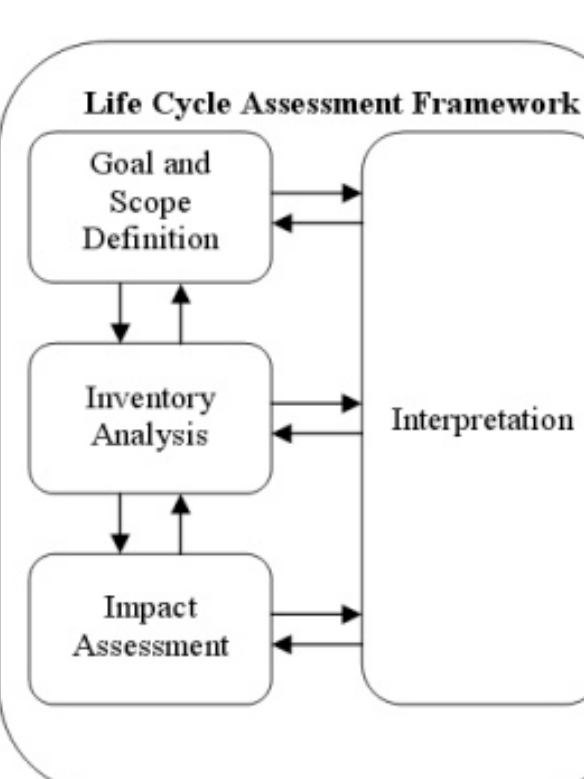 Life Cycle Assessment Framework
Goal and
Scope
Definition
Inventory
Analysis
Interpretation
Impact
Assessment